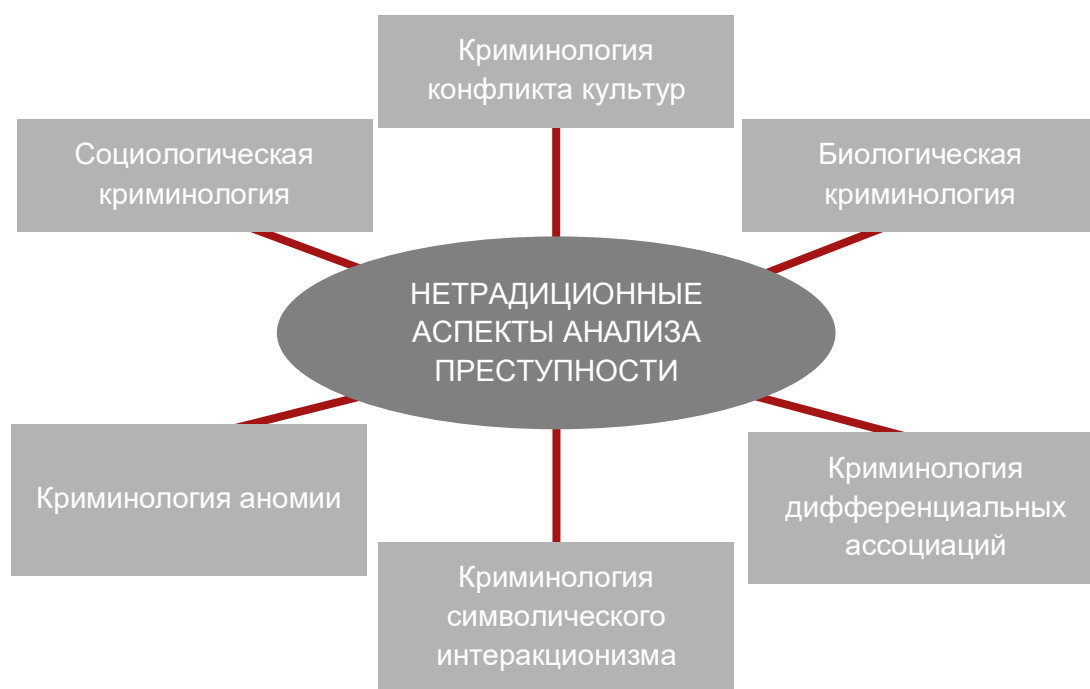 Криминология
конфликта культур
Социологическая
криминология
Биологическая
криминология
НЕТРАДИЦИОННЫЕ
АСПЕКТЫ АНАЛИЗА
ПРЕСТУПНОСТИ
Криминология аномии
Криминология
дифференциальных
ассоциаций
Криминология
символического
интеракционизма